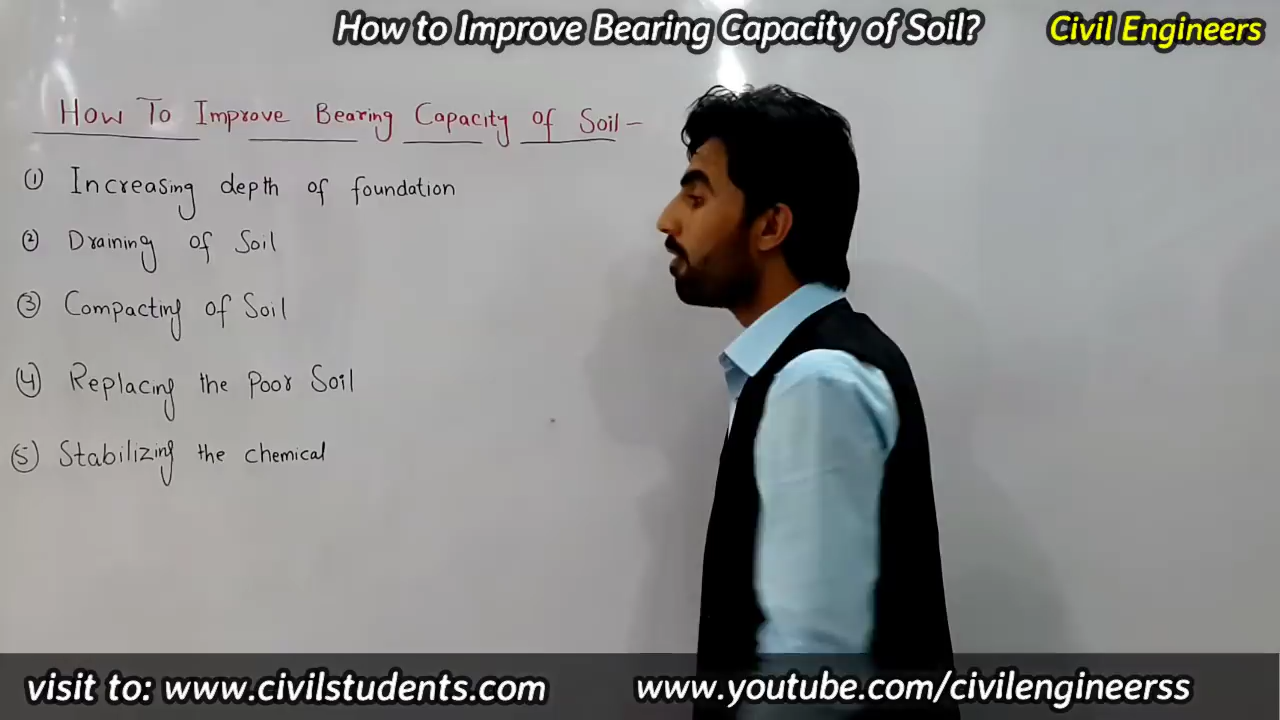 How to Improve Bearing Capacity of Soil? Civil Engineers
How To Improve Bearing Capacity of Soil -
① Increasing depth of foundation
② Draining of Soil
③ Compacting of Soil
④ Replacing the Poor Soil
⑤ Stabilizing the chemical
visit to: www.civilstudents.com www.youtube.com/civilengineerss